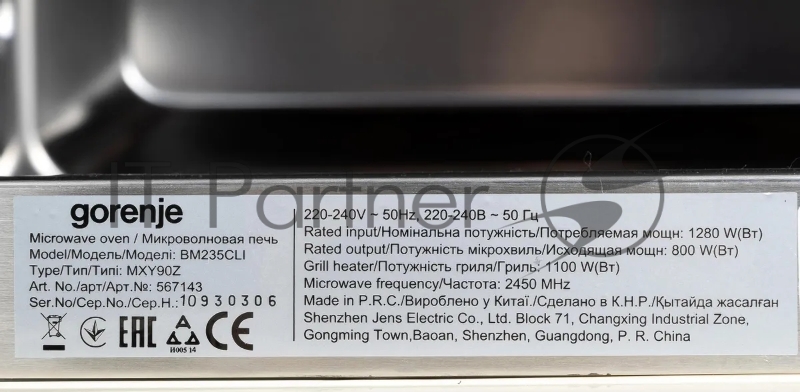 IT Partner
gorenje
Microwave oven / Микроволновая печь
Model/Модель/Моделі: BM235CLI
Type/Тип/Типі: MXY90Z
Art. No./арт/Арт.№: 567143
Ser.No/Сер.No./Сер.Н.: 10930306
EAC CE
H005 14
220-240V ~ 50Hz, 220-240В ~ 50 Гц
Rated input/Номінальна потужність/Потребляемая мощн: 1280 W(Вт)
Rated output/Потужність мікрохвиль/Исходящая мощн: 800 W(Вт)
Grill heater/Потужність гриля/Гриль: 1100 W(Вт)
Microwave frequency/Частота: 2450 MHz
Made in P.R.C./Вироблено у Китаї./Сделано в К.Н.Р./Қытайда жасалған
Shenzhen Jens Electric Co., Ltd. Block 71, Changxing Industrial Zone,
Gongming Town,Baoan, Shenzhen, Guangdong, P. R. China